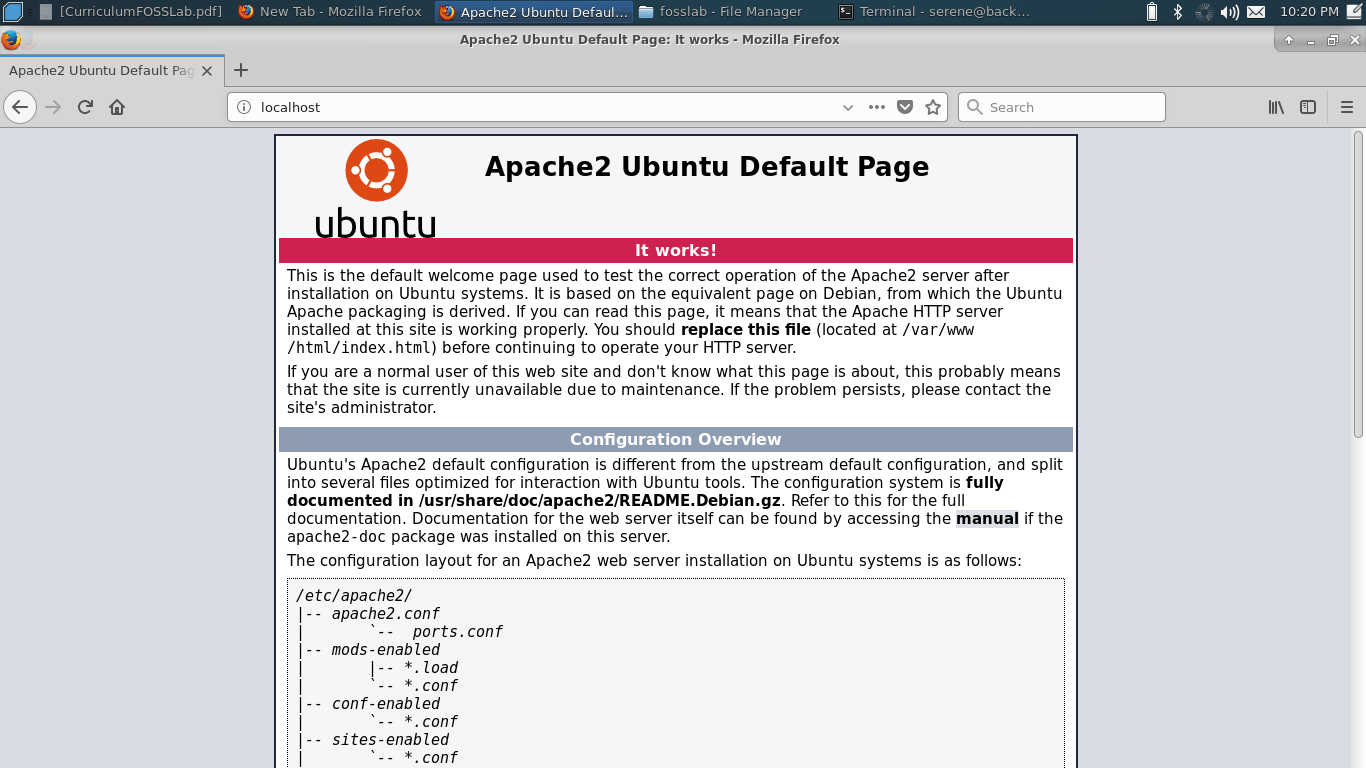 [CurriculumFOSSLab.pdf] New Tab - Mozilla Firefox Apache2 Ubuntu Defaul... fosslab - File Manager Terminal - serene@back... 10:20 PM
Apache2 Ubuntu Default Page: It works - Mozilla Firefox
Apache2 Ubuntu Default Pag
localhost Search
ubuntu
Apache2 Ubuntu Default Page
It works!
This is the default welcome page used to test the correct operation of the Apache2 server after
installation on Ubuntu systems. It is based on the equivalent page on Debian, from which the Ubuntu
Apache packaging is derived. If you can read this page, it means that the Apache HTTP server
installed at this site is working properly. You should replace this file (located at /var/www
/html/index.html) before continuing to operate your HTTP server.
If you are a normal user of this web site and don't know what this page is about, this probably means
that the site is currently unavailable due to maintenance. If the problem persists, please contact the
site's administrator.
Configuration Overview
Ubuntu's Apache2 default configuration is different from the upstream default configuration, and split
into several files optimized for interaction with Ubuntu tools. The configuration system is fully
documented in /usr/share/doc/apache2/README.Debian.gz. Refer to this for the full
documentation. Documentation for the web server itself can be found by accessing the manual if the
apache2-doc package was installed on this server.
The configuration layout for an Apache2 web server installation on Ubuntu systems is as follows:
/etc/apache2/
|-- apache2.conf
|       `--  ports.conf
|-- mods-enabled
|       |-- *.load
|       `-- *.conf
|-- conf-enabled
|       `-- *.conf
|-- sites-enabled
|       `-- *.conf